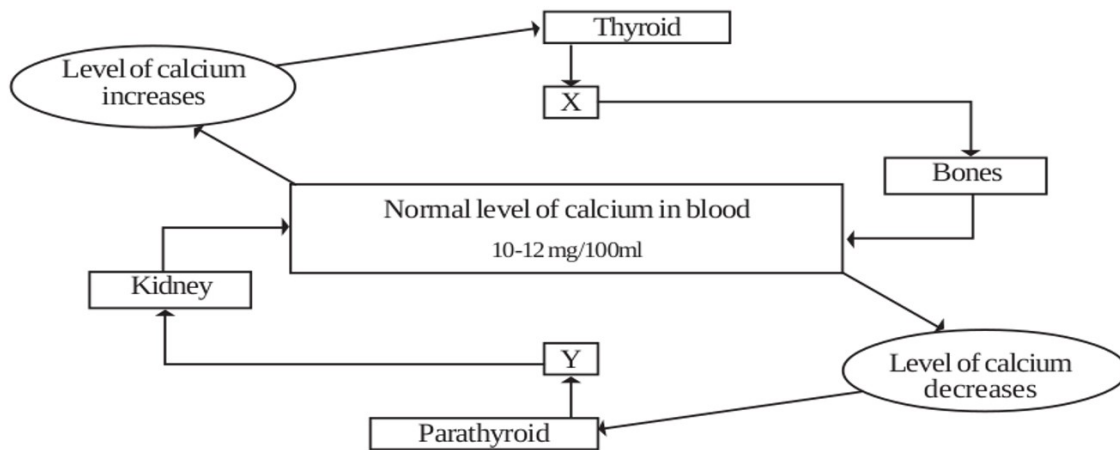 Thyroid
Level of calcium
increases
X
Bones
Normal level of calcium in blood
10-12 mg/100ml
Kidney
Y
Level of calcium
decreases
Parathyroid